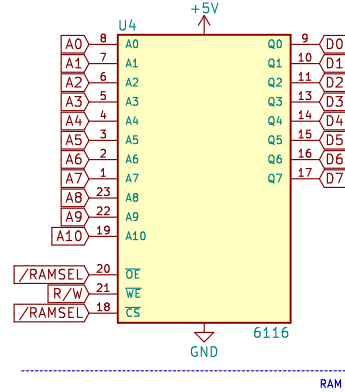 +5V
U4
A0 8 A0 Q0 9 D0
A1 7 A1 Q1 10 D1
A2 6 A2 Q2 11 D2
A3 5 A3 Q3 13 D3
A4 4 A4 Q4 14 D4
A5 3 A5 Q5 15 D5
A6 2 A6 Q6 16 D6
A7 1 A7 Q7 17 D7
A8 23 A8
A9 22 A9
A10 19 A10
/RAMSEL 20 OE
R/W 21 WE
/RAMSEL 18 CS
6116
GND
RAM